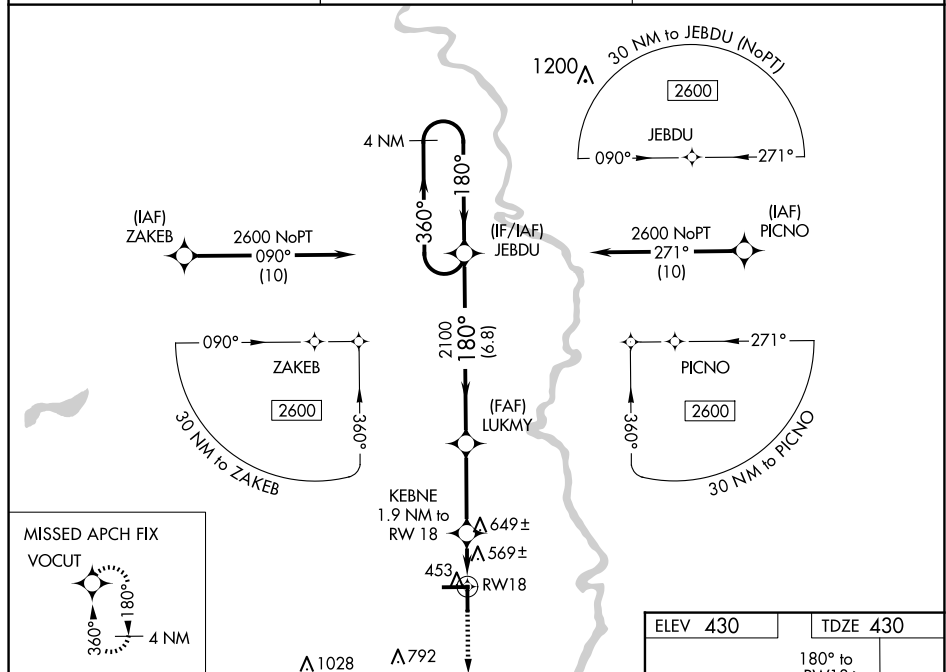 30 NM to JEBDU (NoPT)
1200
2600
JEBDU
090°
271°
4 NM
180°
360°
(IAF)
ZAKEB
2600 NoPT
090°
(10)
(IF/IAF)
JEBDU
2600 NoPT
271°
(10)
(IAF)
PICNO
2100
180°
(6.8)
090°
ZAKEB
2600
360°
30 NM to ZAKEB
271°
PICNO
2600
360°
30 NM to PICNO
(FAF)
LUKMY
KEBNE
1.9 NM to
RW 18
649±
569±
453
RW18
MISSED APCH FIX
VOCUT
360°
180°
4 NM
1028
792
ELEV 430
TDZE 430
180° to